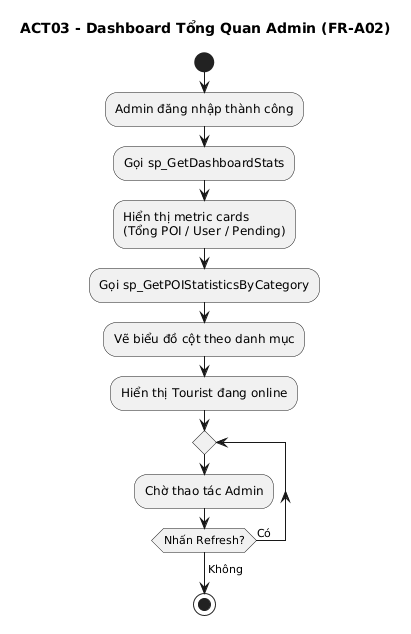 ACT03 - Dashboard Tổng Quan Admin (FR-A02)
Admin đăng nhập thành công
Gọi sp_GetDashboardStats
Hiển thị metric cards
(Tổng POI / User / Pending)
Gọi sp_GetPOIStatisticsByCategory
Vẽ biểu đồ cột theo danh mục
Hiển thị Tourist đang online
Chờ thao tác Admin
Nhấn Refresh?
Có
Không